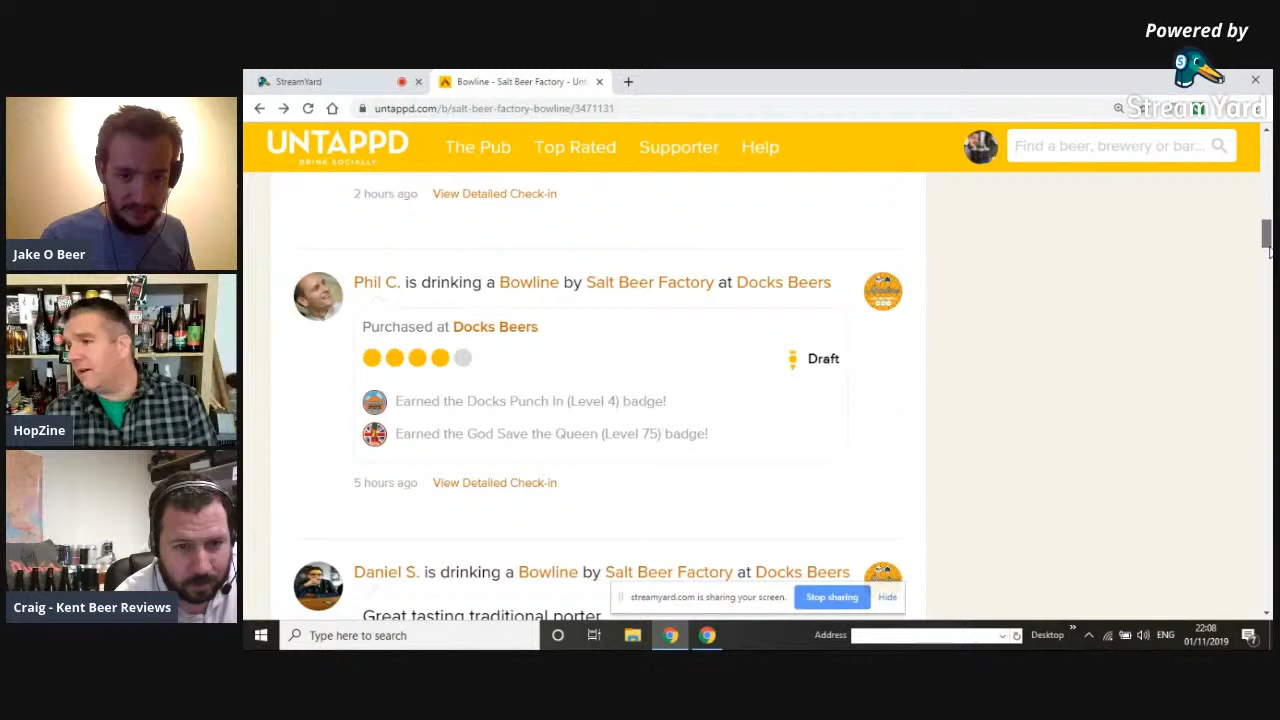 Powered by
StreamYard
Jake O Beer
HopZine
Craig - Kent Beer Reviews
StreamYard
Bowline - Salt Beer Factory - Unt
untappd.com/b/salt-beer-factory-bowline/3471131
UNTAPPD
DRINK SOCIALLY
The Pub
Top Rated
Supporter
Help
Find a beer, brewery or bar...
2 hours ago View Detailed Check-in
Phil C. is drinking a Bowline by Salt Beer Factory at Docks Beers
Purchased at Docks Beers
Draft
Earned the Docks Punch In (Level 4) badge!
Earned the God Save the Queen (Level 75) badge!
5 hours ago View Detailed Check-in
Daniel S. is drinking a Bowline by Salt Beer Factory at Docks Beers
Great tasting traditional porter
streamyard.com is sharing your screen.
Stop sharing
Hide
Type here to search
Address
Desktop
ENG
22:08
01/11/2019